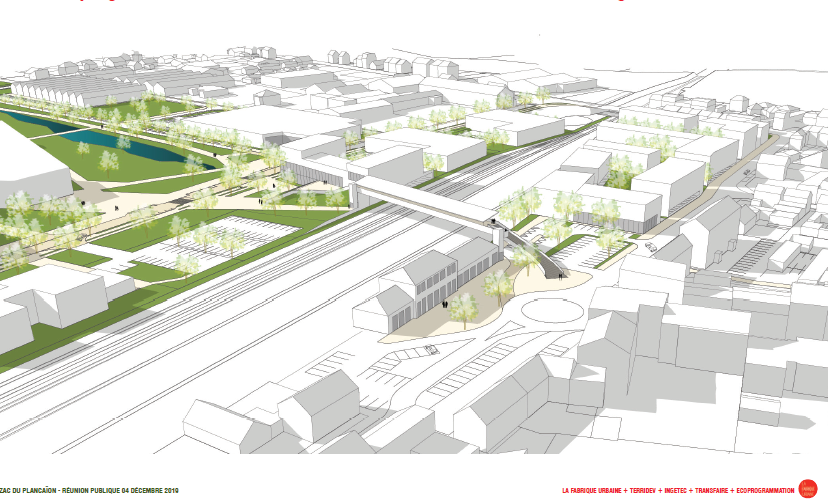 ZAC DU PLANCAÏON - RÉUNION PUBLIQUE 04 DÉCEMBRE 2019
LA FABRIQUE URBAINE + TERRIDEV + INGETEC + TRANSFAIRE + ECOPROGRAMMATION